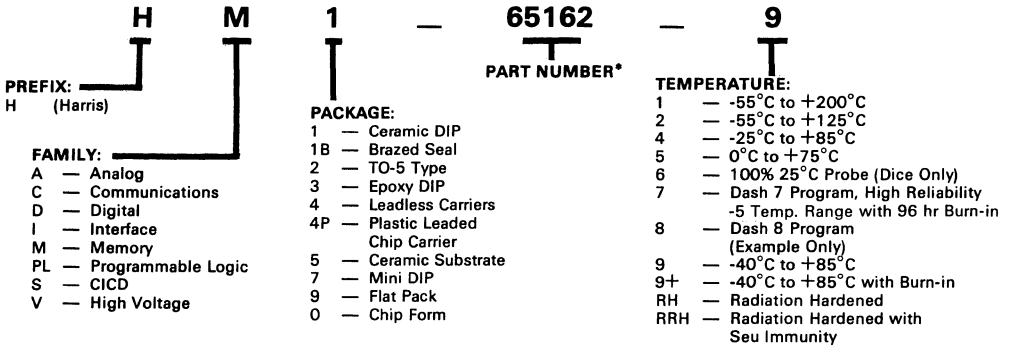 H M 1 — 65162 — 9
PREFIX:
H (Harris)
FAMILY:
A — Analog
C — Communications
D — Digital
I — Interface
M — Memory
PL — Programmable Logic
S — CICD
V — High Voltage
PACKAGE:
1 — Ceramic DIP
1B — Brazed Seal
2 — TO-5 Type
3 — Epoxy DIP
4 — Leadless Carriers
4P — Plastic Leaded
Chip Carrier
5 — Ceramic Substrate
7 — Mini DIP
9 — Flat Pack
0 — Chip Form
PART NUMBER*
TEMPERATURE:
1 — -55°C to +200°C
2 — -55°C to +125°C
4 — -25°C to +85°C
5 — 0°C to +75°C
6 — 100% 25°C Probe (Dice Only)
7 — Dash 7 Program, High Reliability
-5 Temp. Range with 96 hr Burn-in
8 — Dash 8 Program
(Example Only)
9 — -40°C to +85°C
9+ — -40°C to +85°C with Burn-in
RH — Radiation Hardened
RRH — Radiation Hardened with
Seu Immunity